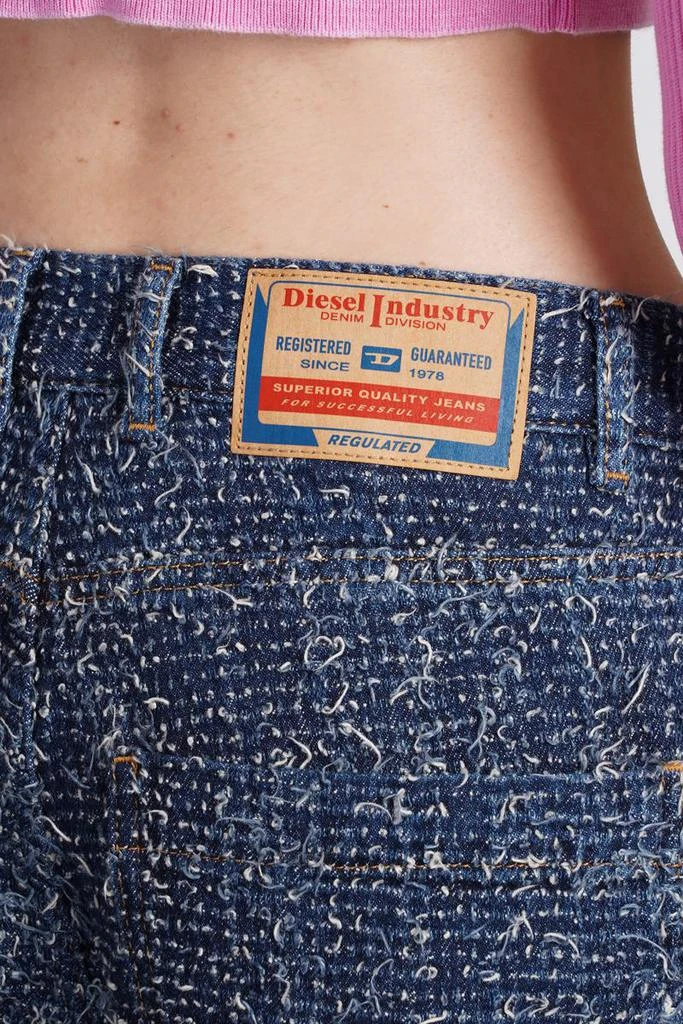 Diesel Industry
DENIM DIVISION
REGISTERED D GUARANTEED
SINCE 1978
SUPERIOR QUALITY JEANS
FOR SUCCESSFUL LIVING
REGULATED